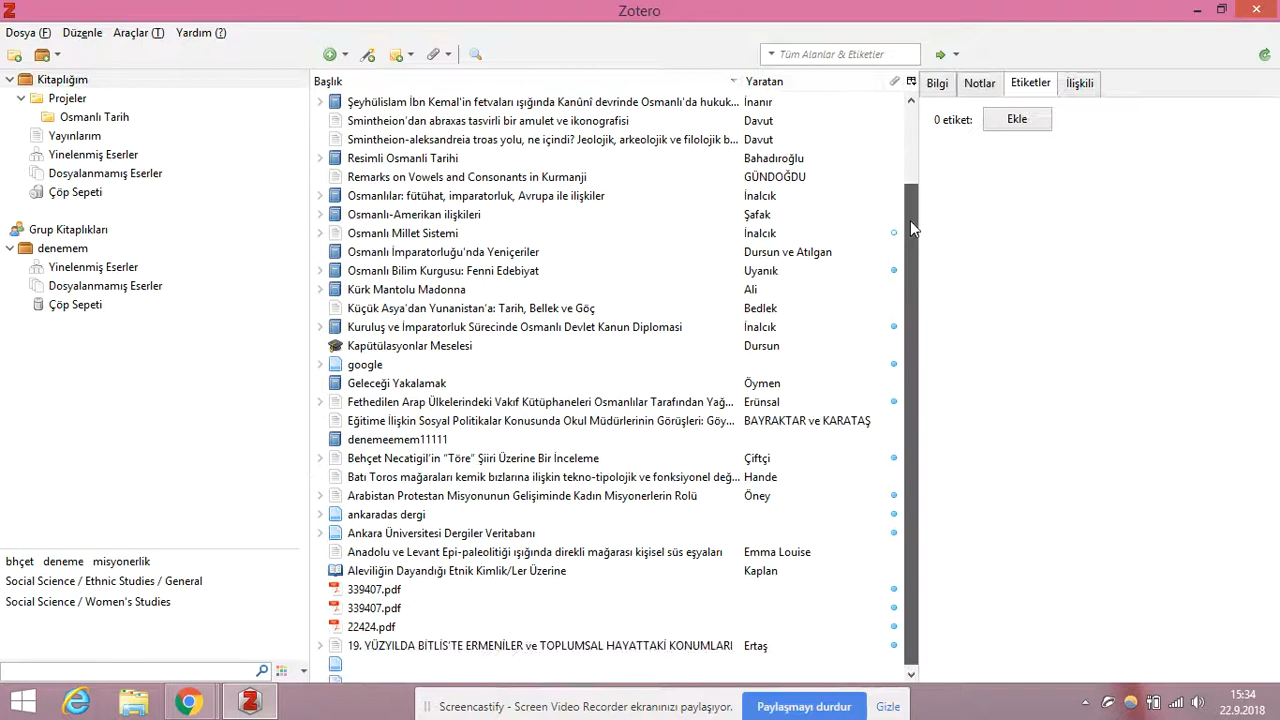 Zotero
Dosya (F) Düzenle Araçlar (T) Yardım (?)
Tüm Alanlar & Etiketler
Kitaplığım
Projeler
Osmanlı Tarih
Yayınlarım
Yinelenmiş Eserler
Dosyalanmamış Eserler
Çöp Sepeti
Grup Kitaplıkları
denemem
Yinelenmiş Eserler
Dosyalanmamış Eserler
Çöp Sepeti
bhçet deneme misyonerlik
Social Science / Ethnic Studies / General
Social Science / Women's Studies
Başlık Yaratan
Şeyhülislam İbn Kemal'in fetvaları ışığında Kanûnî devrinde Osmanlı'da hukuk... İnanır
Smintheion'dan abraxas tasvirli bir amulet ve ikonografisi Davut
Smintheion-aleksandreia troas yolu, ne içindi? Jeolojik, arkeolojik ve filolojik b... Davut
Resimli Osmanli Tarihi Bahadıroğlu
Remarks on Vowels and Consonants in Kurmanji GÜNDOĞDU
Osmanlılar: fütühat, imparatorluk, Avrupa ile ilişkiler İnalcık
Osmanlı-Amerikan ilişkileri Şafak
Osmanlı Millet Sistemi İnalcık
Osmanlı İmparatorluğu'nda Yeniçeriler Dursun ve Atılgan
Osmanlı Bilim Kurgusu: Fenni Edebiyat Uyanık
Kürk Mantolu Madonna Ali
Küçük Asya'dan Yunanistan'a: Tarih, Bellek ve Göç Bedlek
Kuruluş ve İmparatorluk Sürecinde Osmanlı Devlet Kanun Diplomasi İnalcık
Kapütülasyonlar Meselesi Dursun
google
Geleceği Yakalamak Öymen
Fethedilen Arap Ülkelerindeki Vakıf Kütüphaneleri Osmanlılar Tarafından Yağ... Erünsal
Eğitime İlişkin Sosyal Politikalar Konusunda Okul Müdürlerinin Görüşleri: Göy... BAYRAKTAR ve KARATAŞ
denemeemem11111
Behçet Necatigil'in "Töre" Şiiri Üzerine Bir İnceleme Çiftçi
Batı Toros mağaraları kemik bızlarına ilişkin tekno-tipolojik ve fonksiyonel değ... Hande
Arabistan Protestan Misyonunun Gelişiminde Kadın Misyonerlerin Rolü Öney
ankaradas dergi
Ankara Üniversitesi Dergiler Veritabanı
Anadolu ve Levant Epi-paleolitiği ışığında direkli mağarası kişisel süs eşyaları Emma Louise
Aleviliğin Dayandığı Etnik Kimlik/Ler Üzerine Kaplan
339407.pdf
339407.pdf
22424.pdf
19. YÜZYILDA BİTLİS'TE ERMENİLER ve TOPLUMSAL HAYATTAKİ KONUMLARI Ertaş
Bilgi Notlar Etiketler İlişkili
0 etiket: Ekle
Screencastify - Screen Video Recorder ekranınızı paylaşıyor. Paylaşmayı durdur Gizle
15:34
22.9.2018